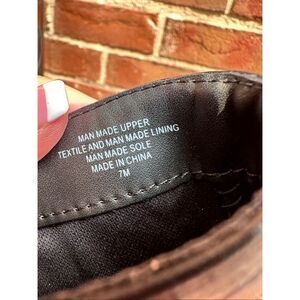 MAN MADE UPPER
TEXTILE AND MAN MADE LINING
MAN MADE SOLE
MADE IN CHINA
7M